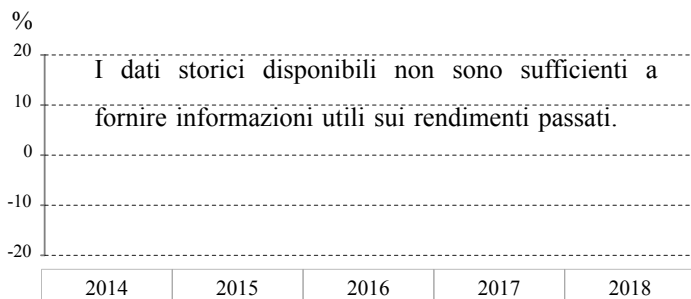 %
20
I dati storici disponibili non sono sufficienti a
10
fornire informazioni utili sui rendimenti passati.
0
-10
-20
2014 2015 2016 2017 2018